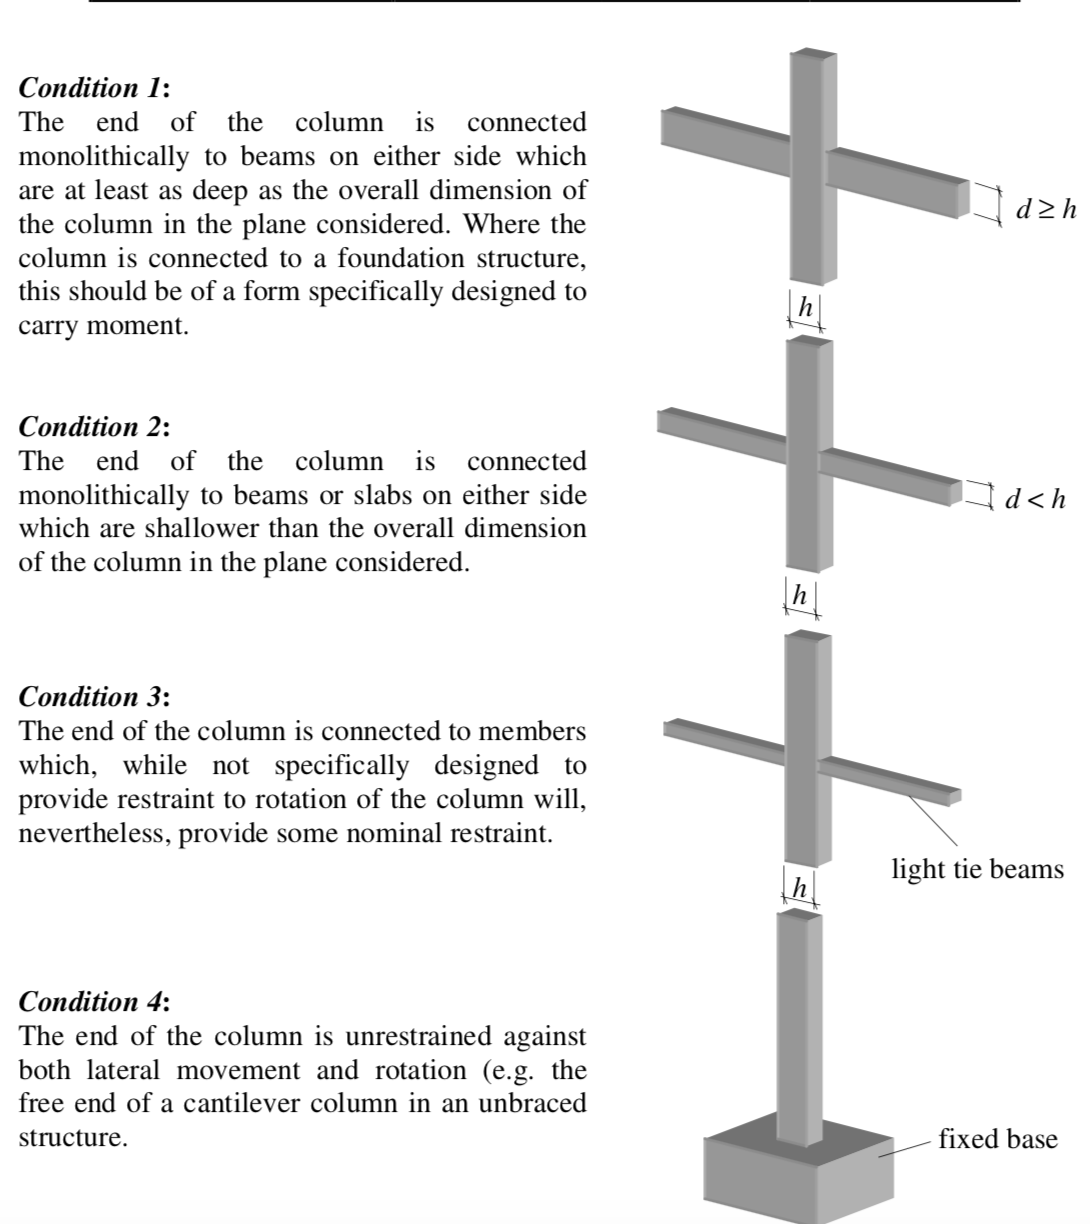 Condition 1:
The end of the column is connected
monolithically to beams on either side which
are at least as deep as the overall dimension of
the column in the plane considered. Where the
column is connected to a foundation structure,
this should be of a form specifically designed to
carry moment.
d ≥ h
h
Condition 2:
The end of the column is connected
monolithically to beams or slabs on either side
which are shallower than the overall dimension
of the column in the plane considered.
d < h
h
Condition 3:
The end of the column is connected to members
which, while not specifically designed to
provide restraint to rotation of the column will,
nevertheless, provide some nominal restraint.
light tie beams
h
Condition 4:
The end of the column is unrestrained against
both lateral movement and rotation (e.g. the
free end of a cantilever column in an unbraced
structure.
fixed base